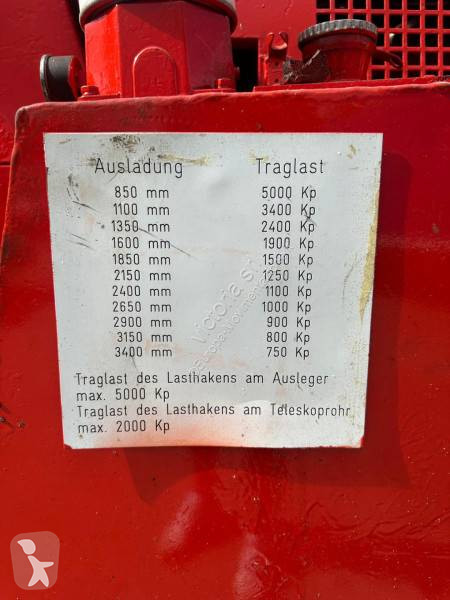 Ausladung Traglast
850 mm 5000 Kp
1100 mm 3400 Kp
1350 mm 2400 Kp
1600 mm 1900 Kp
1850 mm 1500 Kp
2150 mm 1250 Kp
2400 mm 1100 Kp
2650 mm 1000 Kp
2900 mm 900 Kp
3150 mm 800 Kp
3400 mm 750 Kp
Traglast des Lasthakens am Ausleger
max. 5000 Kp
Traglast des Lasthakens am Teleskoprohr
max. 2000 Kp
Victoria s.r.l